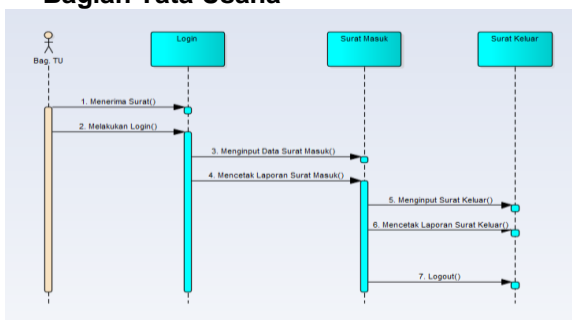 Bagian Tata Usaha
Bag. TU
Login
Surat Masuk
Surat Keluar
1. Menerima Surat()
2. Melakukan Login()
3. Menginput Data Surat Masuk()
4. Mencetak Laporan Surat Masuk()
5. Menginput Surat Keluar()
6. Mencetak Laporan Surat Keluar()
7. Logout()